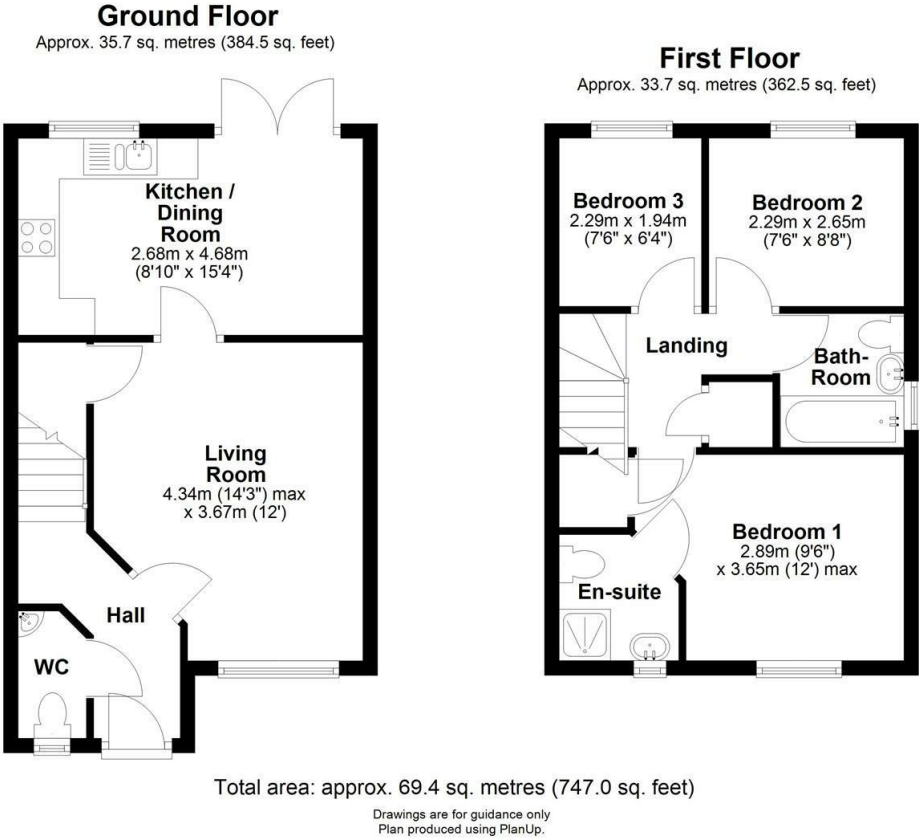 Ground Floor
Approx. 35.7 sq. metres (384.5 sq. feet)
Kitchen /
Dining
Room
2.68m x 4.68m
(8'10" x 15'4")
Living
Room
4.34m (14'3") max
x 3.67m (12')
Hall
WC
First Floor
Approx. 33.7 sq. metres (362.5 sq. feet)
Bedroom 3
2.29m x 1.94m
(7'6" x 6'4")
Bedroom 2
2.29m x 2.65m
(7'6" x 8'8")
Landing
Bath-
Room
Bedroom 1
2.89m (9'6")
x 3.65m (12') max
En-suite
Total area: approx. 69.4 sq. metres (747.0 sq. feet)
Drawings are for guidance only
Plan produced using PlanUp.